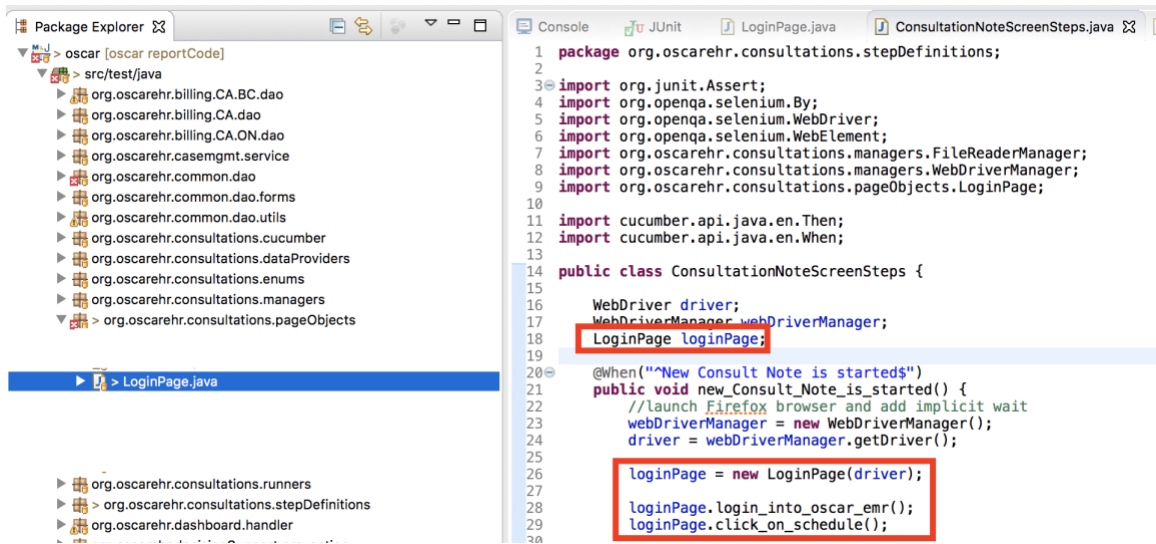 Package Explorer
> oscar [oscar reportCode]
> src/test/java
org.oscarehr.billing.CA.BC.dao
org.oscarehr.billing.CA.dao
org.oscarehr.billing.CA.ON.dao
org.oscarehr.casemgmt.service
org.oscarehr.common.dao
org.oscarehr.common.dao.forms
org.oscarehr.common.dao.utils
org.oscarehr.consultations.cucumber
org.oscarehr.consultations.dataProviders
org.oscarehr.consultations.enums
org.oscarehr.consultations.managers
> org.oscarehr.consultations.pageObjects
> LoginPage.java
org.oscarehr.consultations.runners
> org.oscarehr.consultations.stepDefinitions
org.oscarehr.dashboard.handler
Console JUnit LoginPage.java ConsultationNoteScreenSteps.java
1 package org.oscarehr.consultations.stepDefinitions;
2
3 import org.junit.Assert;
4 import org.openqa.selenium.By;
5 import org.openqa.selenium.WebDriver;
6 import org.openqa.selenium.WebElement;
7 import org.oscarehr.consultations.managers.FileReaderManager;
8 import org.oscarehr.consultations.managers.WebDriverManager;
9 import org.oscarehr.consultations.pageObjects.LoginPage;
10
11 import cucumber.api.java.en.Then;
12 import cucumber.api.java.en.When;
13
14 public class ConsultationNoteScreenSteps {
15
16 WebDriver driver;
17 WebDriverManager webDriverManager;
18 LoginPage loginPage;
19
20 @When("^New Consult Note is started$")
21 public void new_Consult_Note_is_started() {
22 //launch Firefox browser and add implicit wait
23 webDriverManager = new WebDriverManager();
24 driver = webDriverManager.getDriver();
25
26 loginPage = new LoginPage(driver);
27
28 loginPage.login_into_oscar_emr();
29 loginPage.click_on_schedule();
30